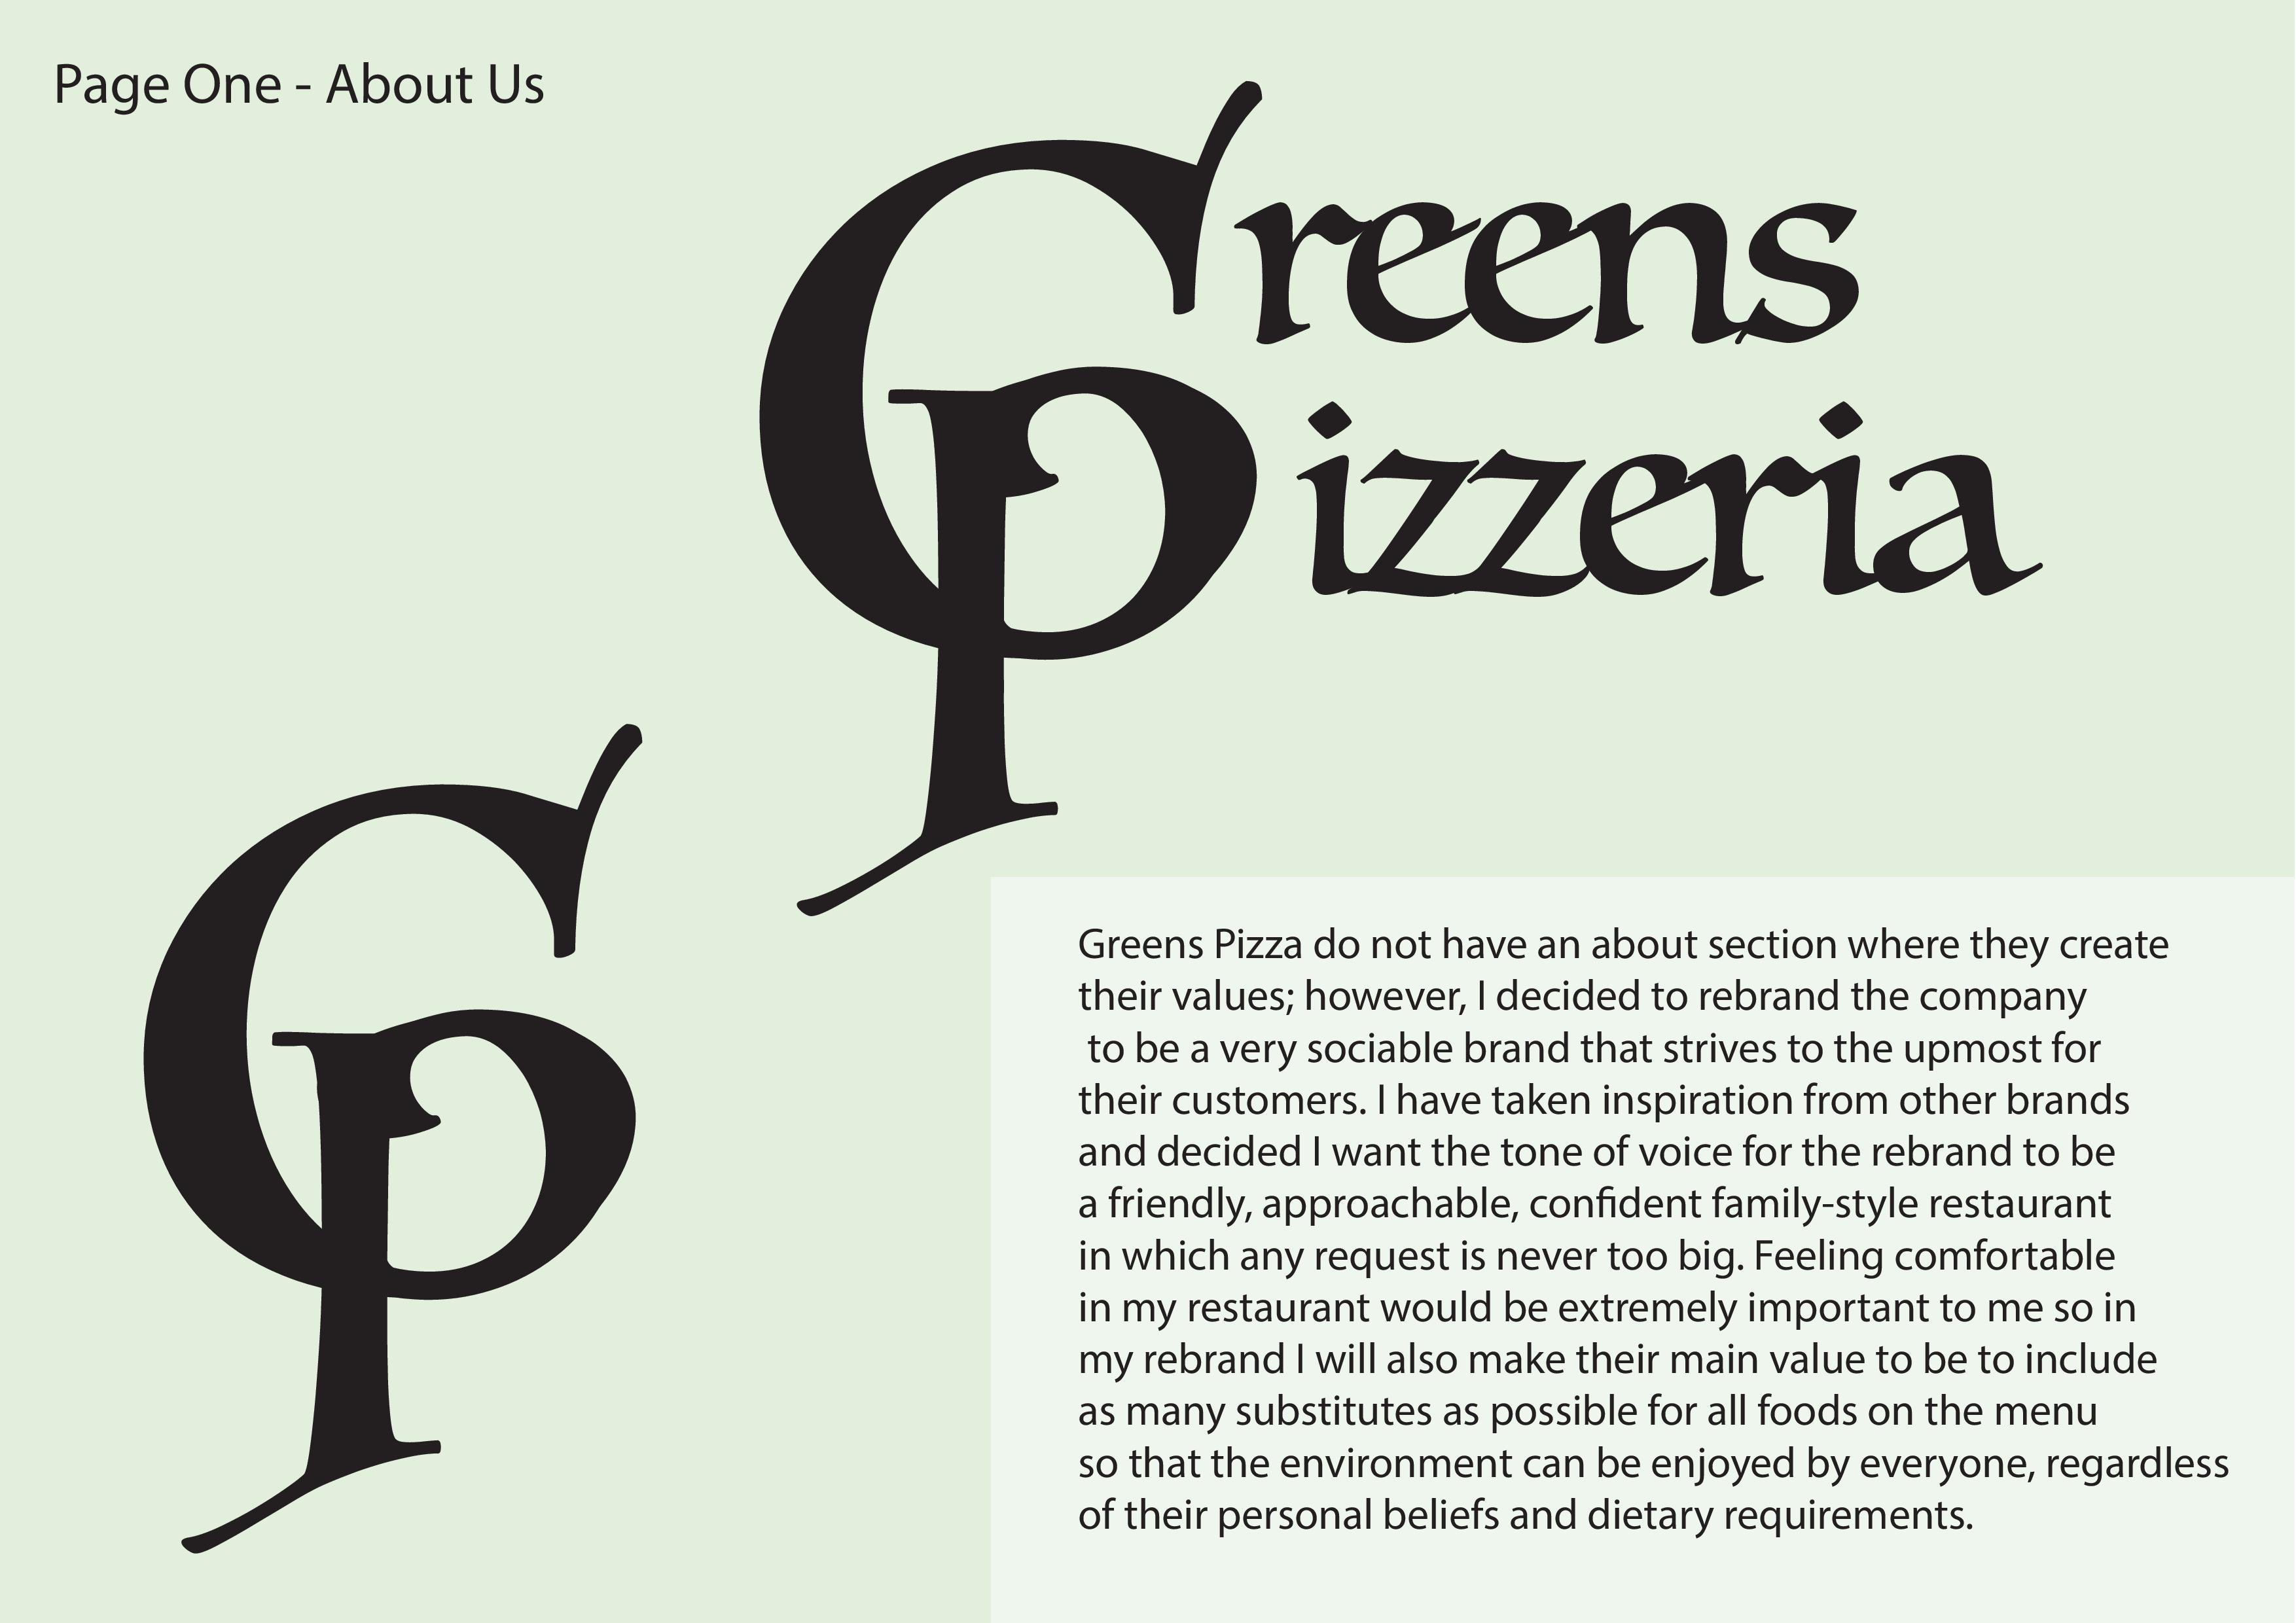 Page One - About Us
Greens
Pizzeria
GP
Greens Pizza do not have an about section where they create
their values; however, I decided to rebrand the company
to be a very sociable brand that strives to the upmost for
their customers. I have taken inspiration from other brands
and decided I want the tone of voice for the rebrand to be
a friendly, approachable, confident family-style restaurant
in which any request is never too big. Feeling comfortable
in my restaurant would be extremely important to me so in
my rebrand I will also make their main value to be to include
as many substitutes as possible for all foods on the menu
so that the environment can be enjoyed by everyone, regardless
of their personal beliefs and dietary requirements.